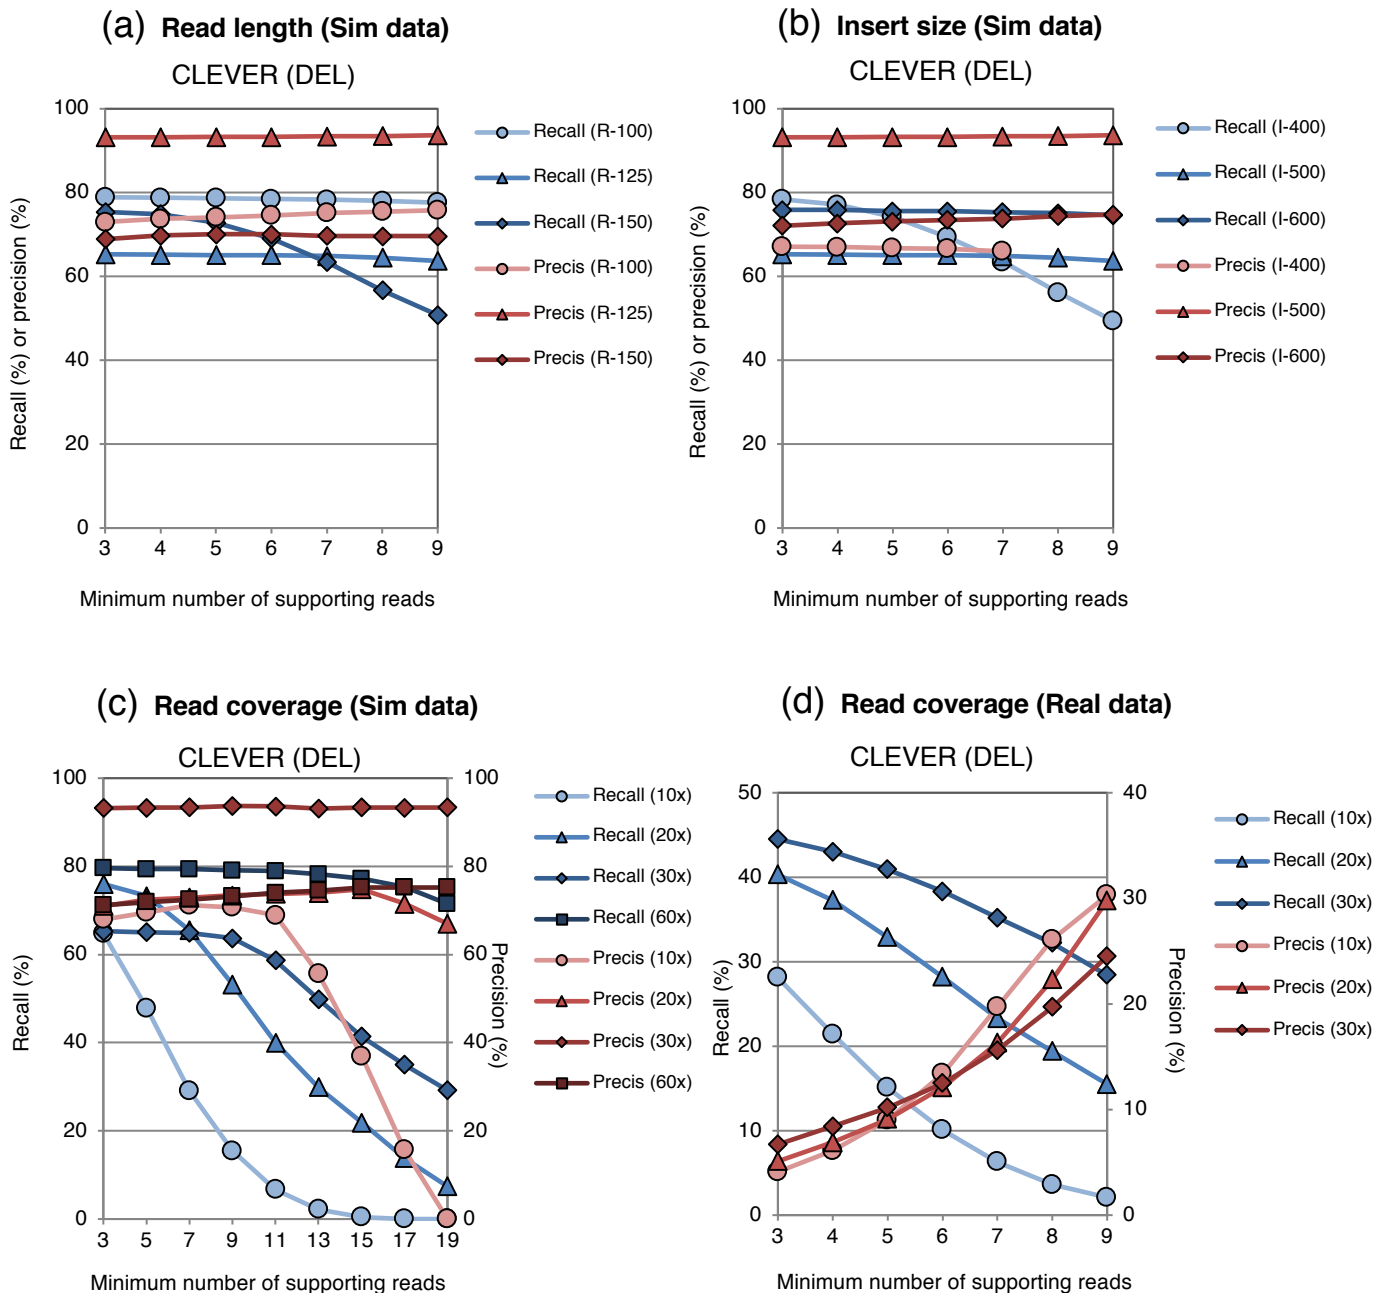 (a) Read length (Sim data)
CLEVER (DEL)
100
80
60
40
20
0
3 4 5 6 7 8 9
Recall (%) or precision (%)
Minimum number of supporting reads
Recall (R-100)
Recall (R-125)
Recall (R-150)
Precis (R-100)
Precis (R-125)
Precis (R-150)
(b) Insert size (Sim data)
CLEVER (DEL)
100
80
60
40
20
0
3 4 5 6 7 8 9
Recall (%) or precision (%)
Minimum number of supporting reads
Recall (I-400)
Recall (I-500)
Recall (I-600)
Precis (I-400)
Precis (I-500)
Precis (I-600)
(c) Read coverage (Sim data)
CLEVER (DEL)
100
80
60
40
20
0
3 5 7 9 11 13 15 17 19
100
80
60
40
20
0
Recall (%)
Precision (%)
Minimum number of supporting reads
Recall (10x)
Recall (20x)
Recall (30x)
Recall (60x)
Precis (10x)
Precis (20x)
Precis (30x)
Precis (60x)
(d) Read coverage (Real data)
CLEVER (DEL)
50
40
30
20
10
0
3 4 5 6 7 8 9
40
30
20
10
0
Recall (%)
Precision (%)
Minimum number of supporting reads
Recall (10x)
Recall (20x)
Recall (30x)
Precis (10x)
Precis (20x)
Precis (30x)